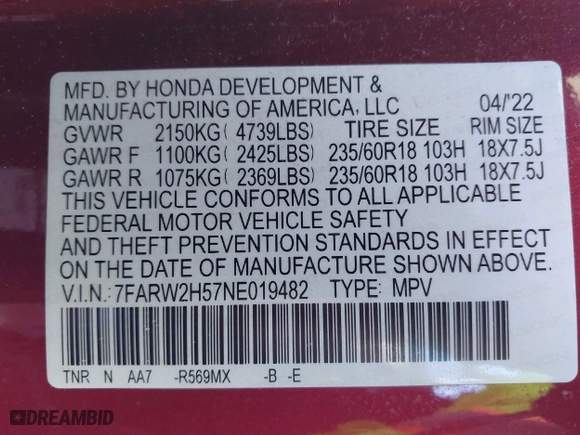 MFD. BY HONDA DEVELOPMENT &
MANUFACTURING OF AMERICA, LLC 04/'22
GVWR 2150KG( 4739LBS) TIRE SIZE RIM SIZE
GAWR F 1100KG( 2425LBS) 235/60R18 103H 18X7.5J
GAWR R 1075KG( 2369LBS) 235/60R18 103H 18X7.5J
THIS VEHICLE CONFORMS TO ALL APPLICABLE
FEDERAL MOTOR VEHICLE SAFETY
AND THEFT PREVENTION STANDARDS IN EFFECT
ON THE DATE OF MANUFACTURE SHOWN ABOVE.
V.I.N.:7FARW2H57NE019482 TYPE: MPV
TNR N AA7 -R569MX -B -E
DREAMBID